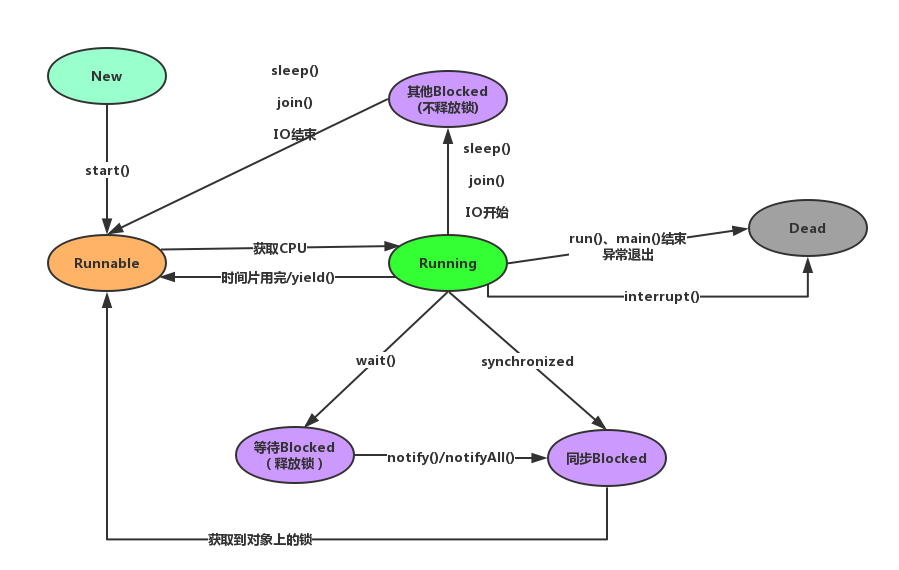 New
sleep()
join()
IO结束
其他Blocked
(不释放锁)
start()
sleep()
join()
IO开始
Runnable
获取CPU
时间片用完/yield()
Running
run()、main()结束
异常退出
Dead
interrupt()
wait()
synchronized
等待Blocked
（释放锁）
notify()/notifyAll()
同步Blocked
获取到对象上的锁